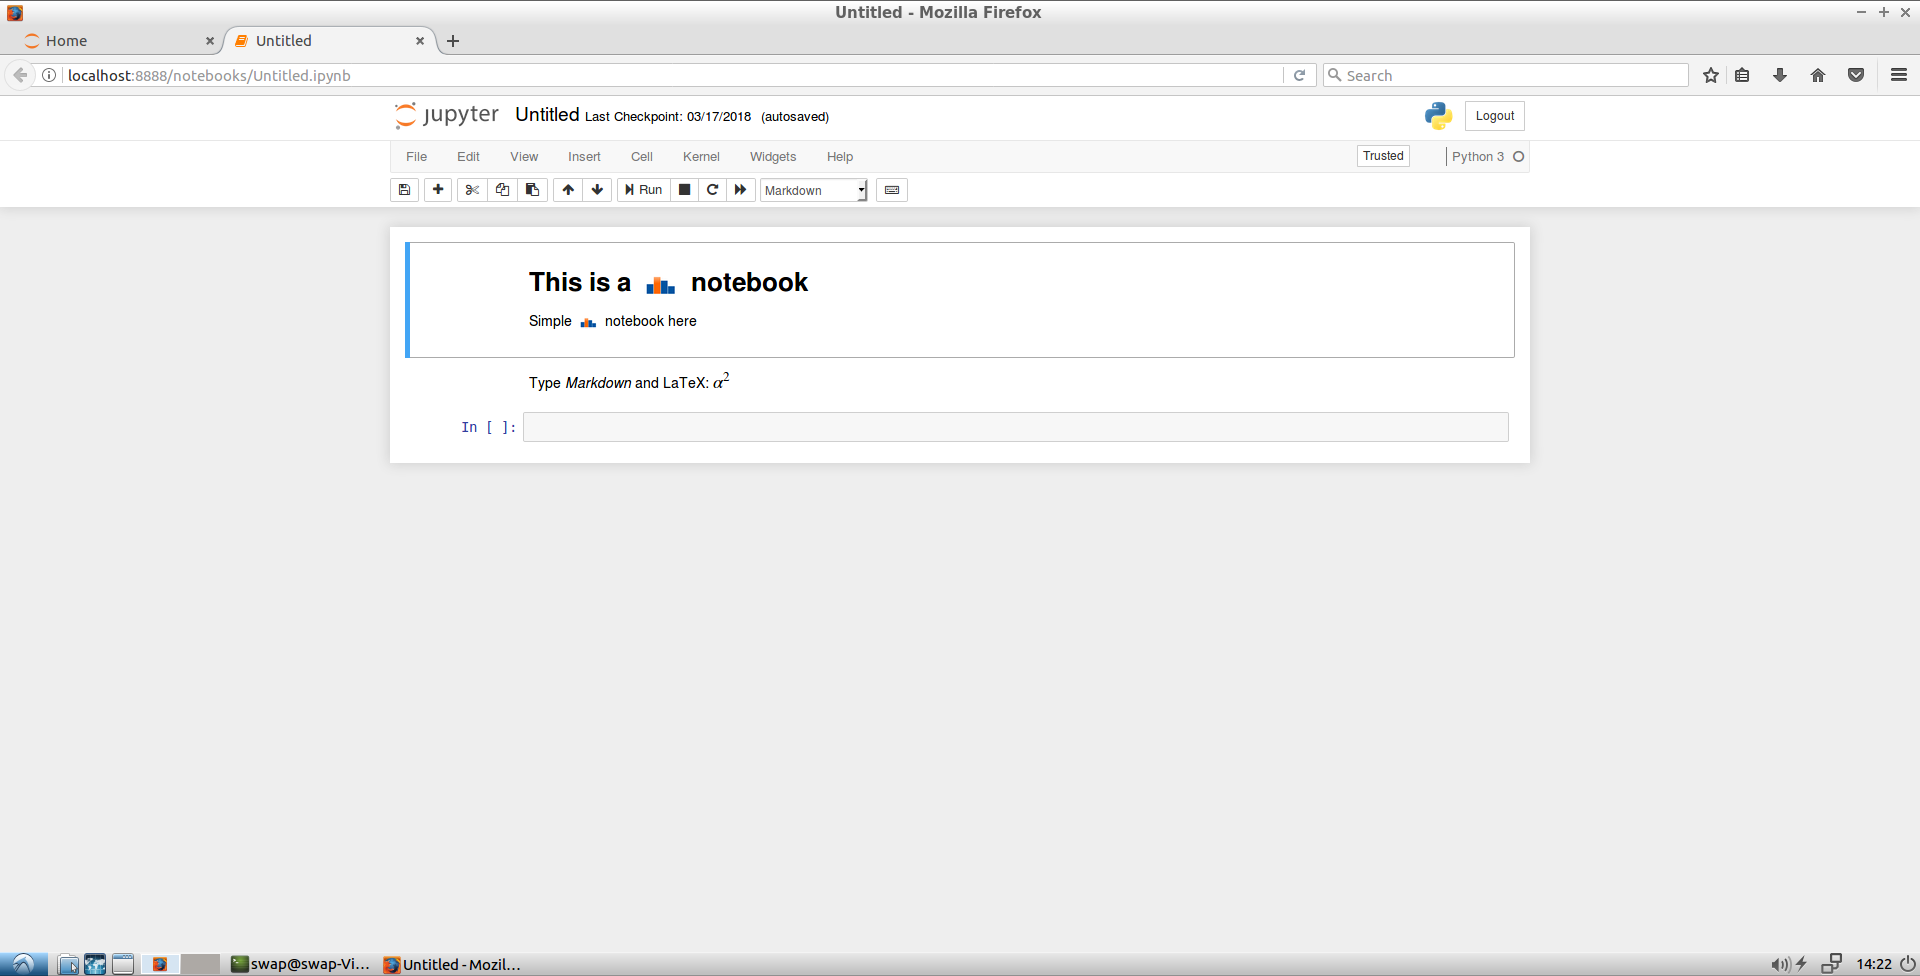 Untitled - Mozilla Firefox
Home
Untitled
localhost:8888/notebooks/Untitled.ipynb
Search
jupyter Untitled Last Checkpoint: 03/17/2018 (autosaved)
Logout
File Edit View Insert Cell Kernel Widgets Help
Trusted
Python 3
Run
Markdown
This is a notebook
Simple notebook here
Type Markdown and LaTeX: α²
In [ ]:
swap@swap-Vi...
Untitled - Mozil...
14:22